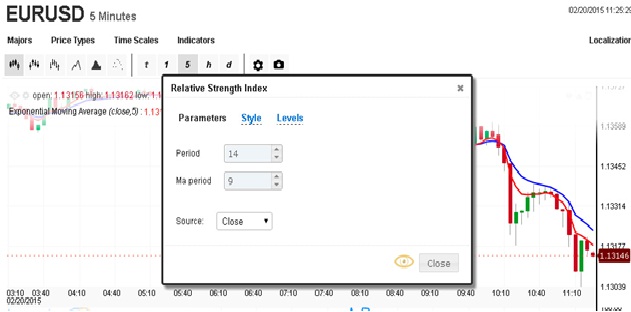 EURUSD 5 Minutes
02/20/2015 11:25:2
Majors Price Types Time Scales Indicators Localization
t 1 5 h d
open: 1.13156 high: 1.13162 low: 1.1
Exponential Moving Average (close,5) : 1.131
Relative Strength Index
Parameters Style Levels
Period 14
Ma period 9
Source: Close
Close
1.13727
1.13589
1.13452
1.13314
1.13177
1.13146
1.13039
03:10 03:40 04:10 04:40 05:10 05:40 06:10 06:40 07:10 07:40 08:10 08:40 09:10 09:40 10:10 10:40 11:10
02/20/2015